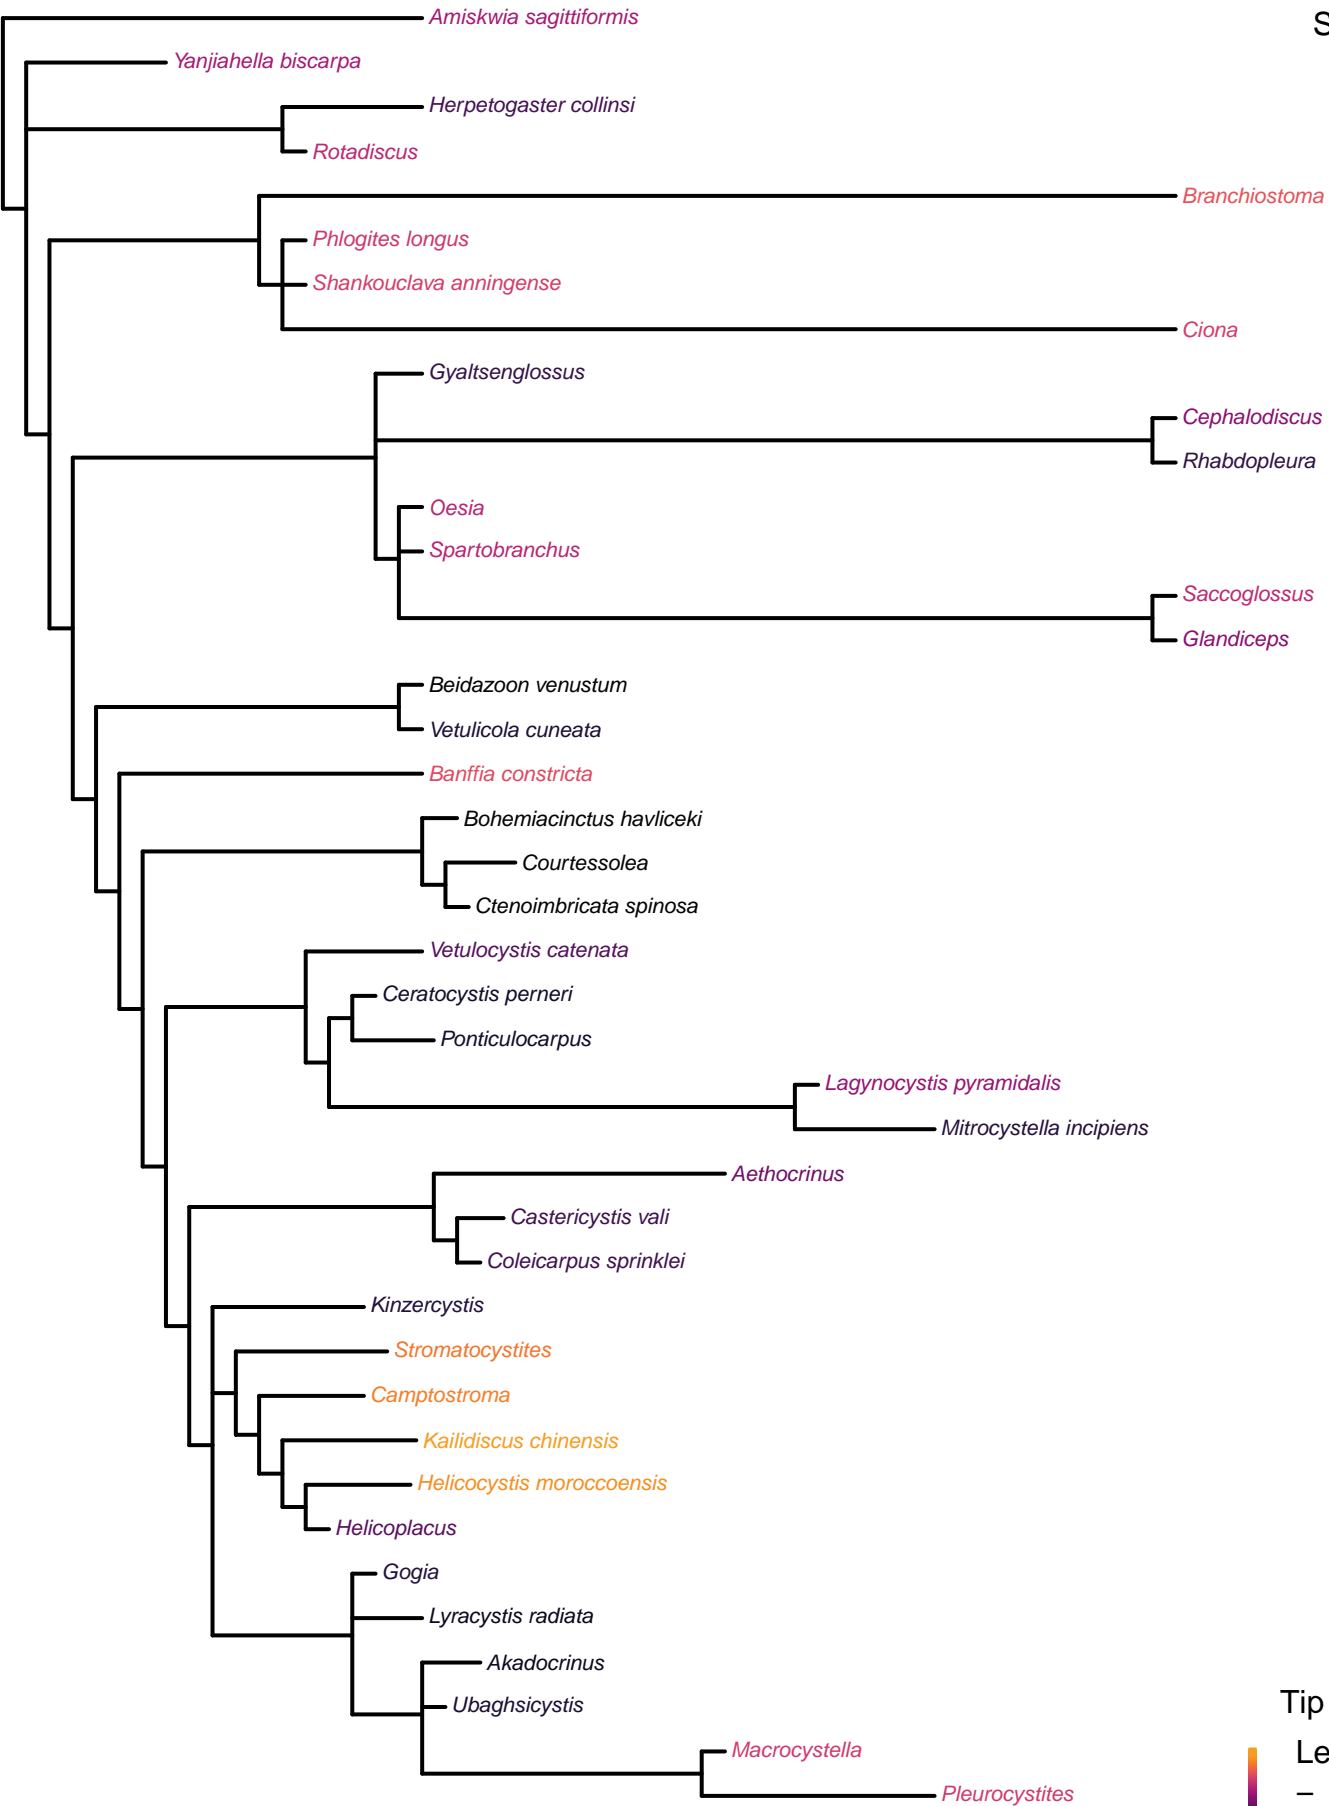 Amiskwia sagittiformis
S
Yanjiahella biscarpa
Herpetogaster collinsi
Rotadiscus
Branchiostoma
Phlogites longus
Shankouclava anningense
Ciona
Gyaltsenglossus
Cephalodiscus
Rhabdopleura
Oesia
Spartobranchus
Saccoglossus
Glandiceps
Beidazoon venustum
Vetulicola cuneata
Banffia constricta
Bohemiacinctus havliceki
Courtessolea
Ctenoimbricata spinosa
Vetulocystis catenata
Ceratocystis perneri
Ponticulocarpus
Lagynocystis pyramidalis
Mitrocystella incipiens
Aethocrinus
Castericystis vali
Coleicarpus sprinklei
Kinzercystis
Stromatocystites
Camptostroma
Kailidiscus chinensis
Helicocystis moroccoensis
Helicoplacus
Gogia
Lyracystis radiata
Akadocrinus
Ubaghsicystis
Tip
Macrocystella
Le
Pleurocystites
–